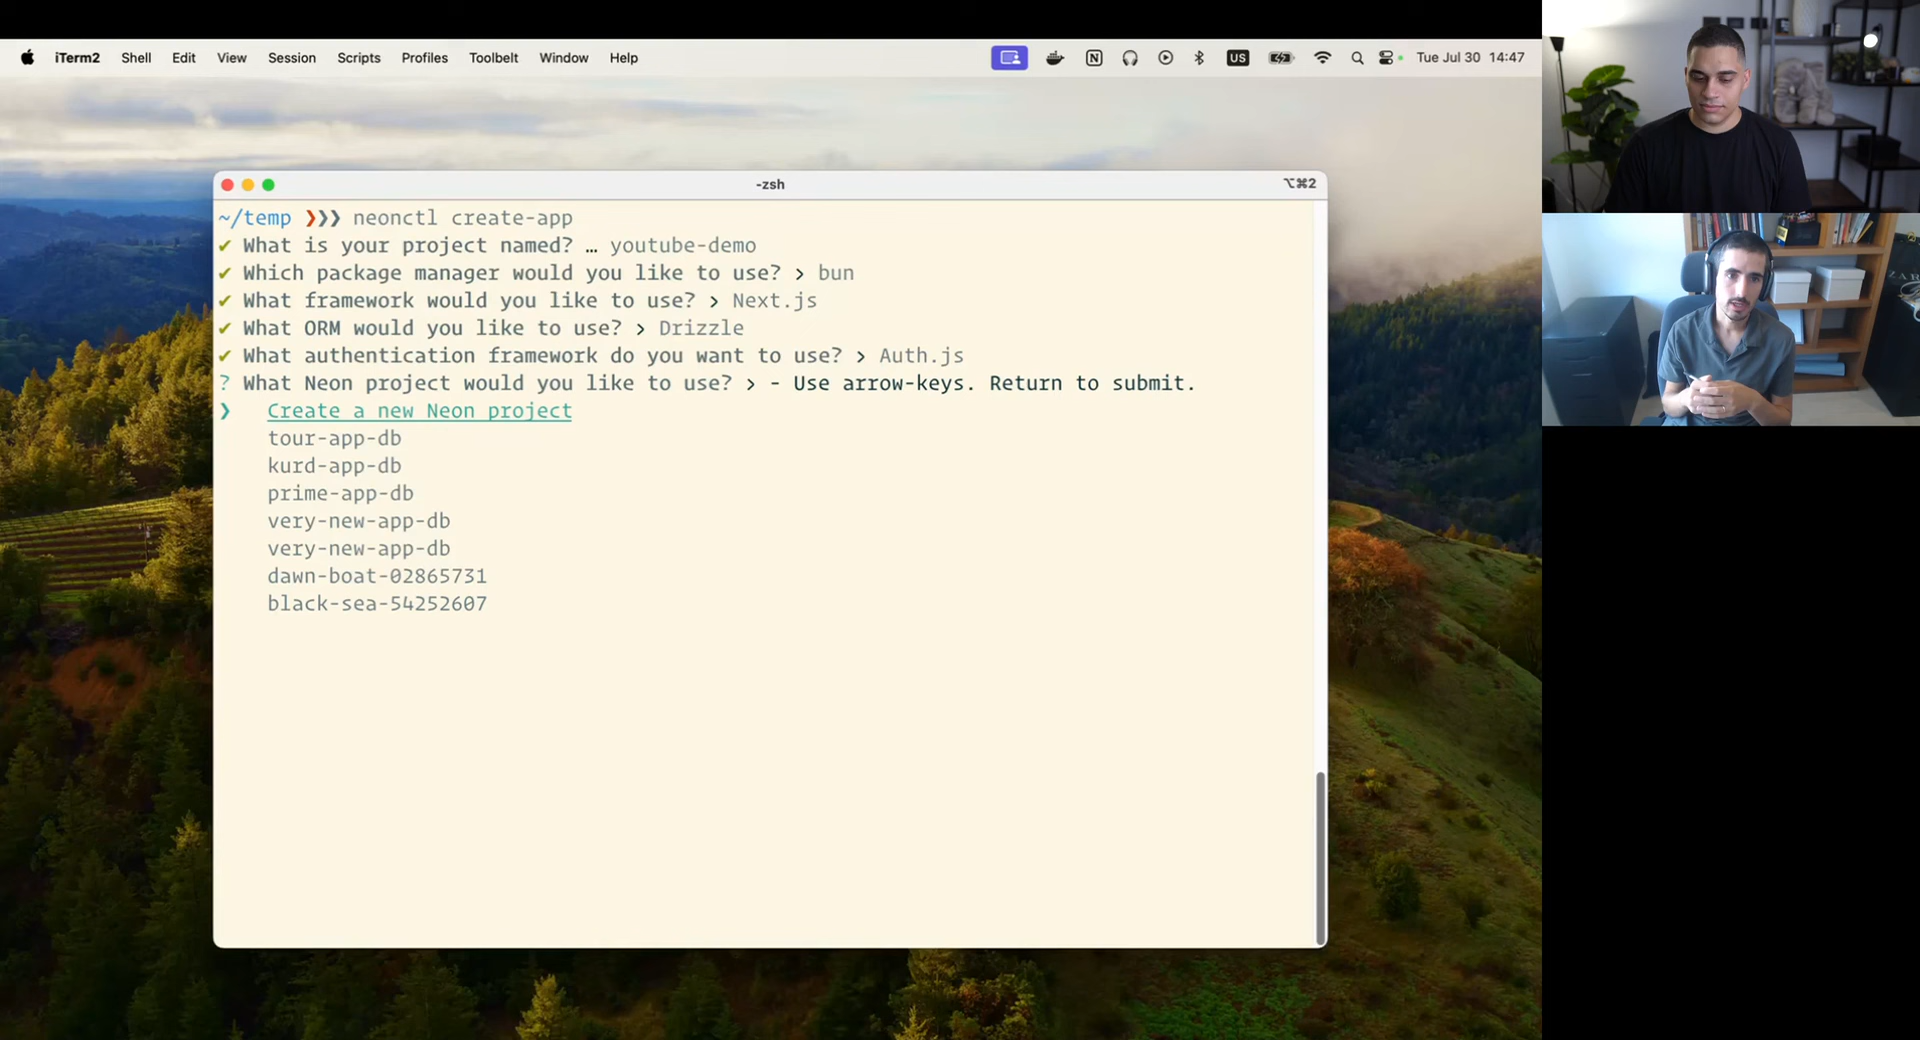 iTerm2 Shell Edit View Session Scripts Profiles Toolbelt Window Help US Tue Jul 30 14:47
-zsh ⌥⌘2
~/temp ❯❯❯ neonctl create-app
✔ What is your project named? … youtube-demo
✔ Which package manager would you like to use? › bun
✔ What framework would you like to use? › Next.js
✔ What ORM would you like to use? › Drizzle
✔ What authentication framework do you want to use? › Auth.js
? What Neon project would you like to use? › - Use arrow-keys. Return to submit.
❯ Create a new Neon project
tour-app-db
kurd-app-db
prime-app-db
very-new-app-db
very-new-app-db
dawn-boat-02865731
black-sea-54252607